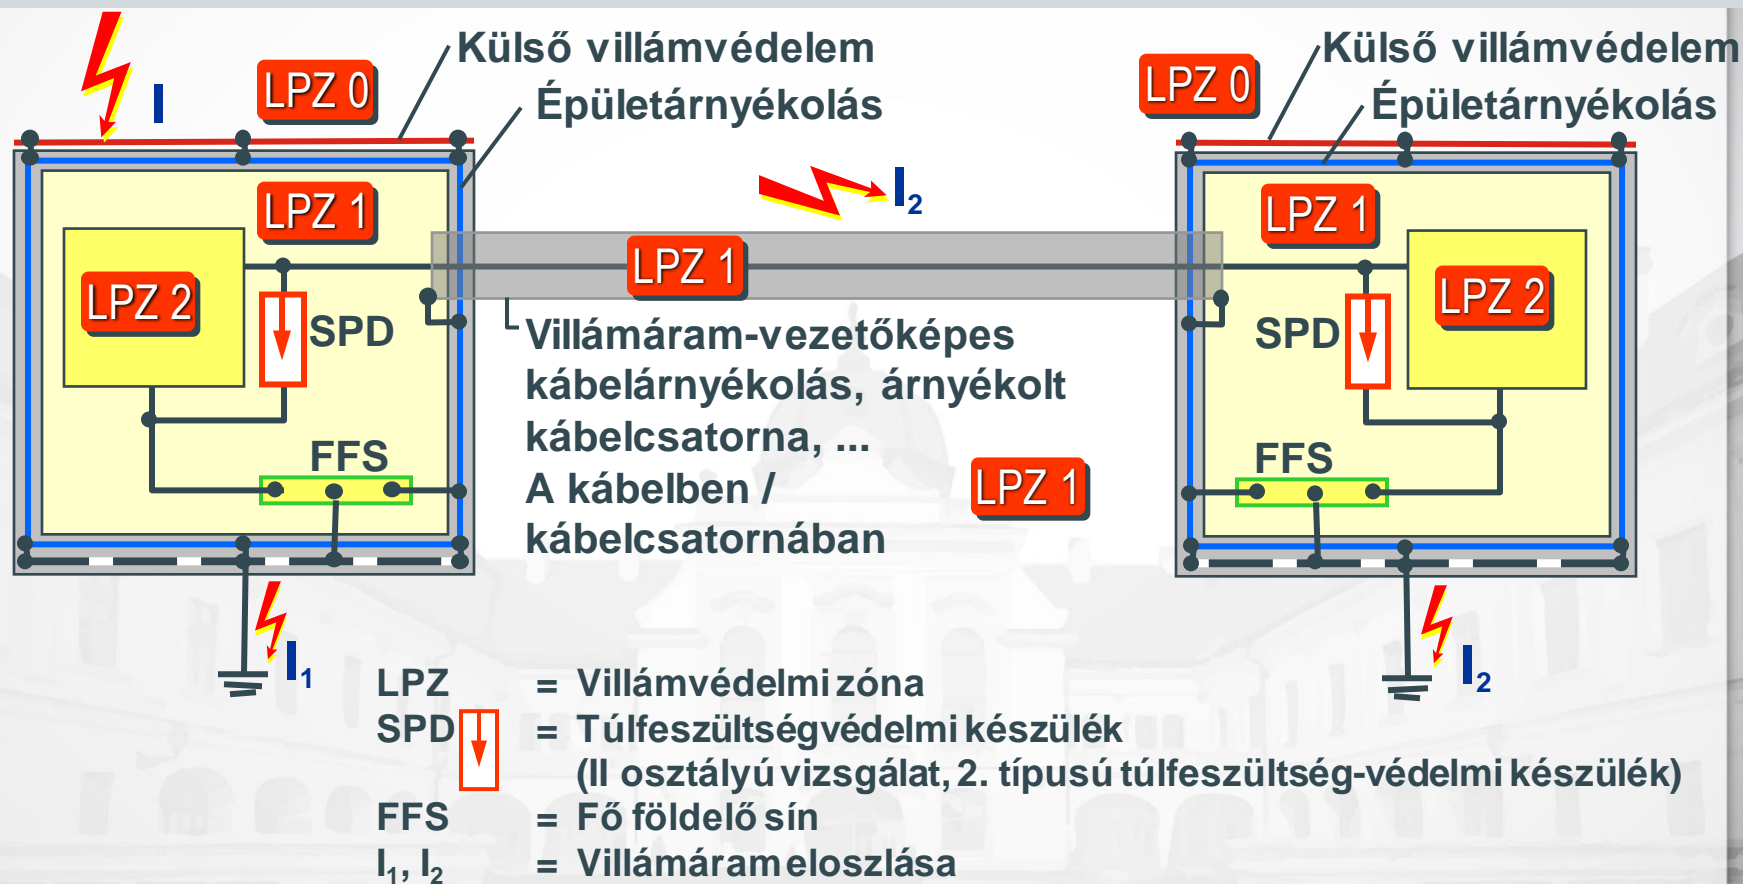 Külső villámvédelem
Épületárnyékolás
LPZ 0
I
LPZ 1
LPZ 2
SPD
FFS
I₁
I₂
LPZ 1
Villámáram-vezetőképes
kábelárnyékolás, árnyékolt
kábelcsatorna, ...
A kábelben /
kábelcsatornában
LPZ 1
Külső villámvédelem
Épületárnyékolás
LPZ 0
LPZ 1
LPZ 2
SPD
FFS
I₂
LPZ = Villámvédelmi zóna
SPD = Túlfeszültségvédelmi készülék
(II osztályú vizsgálat, 2. típusú túlfeszültség-védelmi készülék)
FFS = Fő földelő sín
I₁, I₂ = Villámáram eloszlása